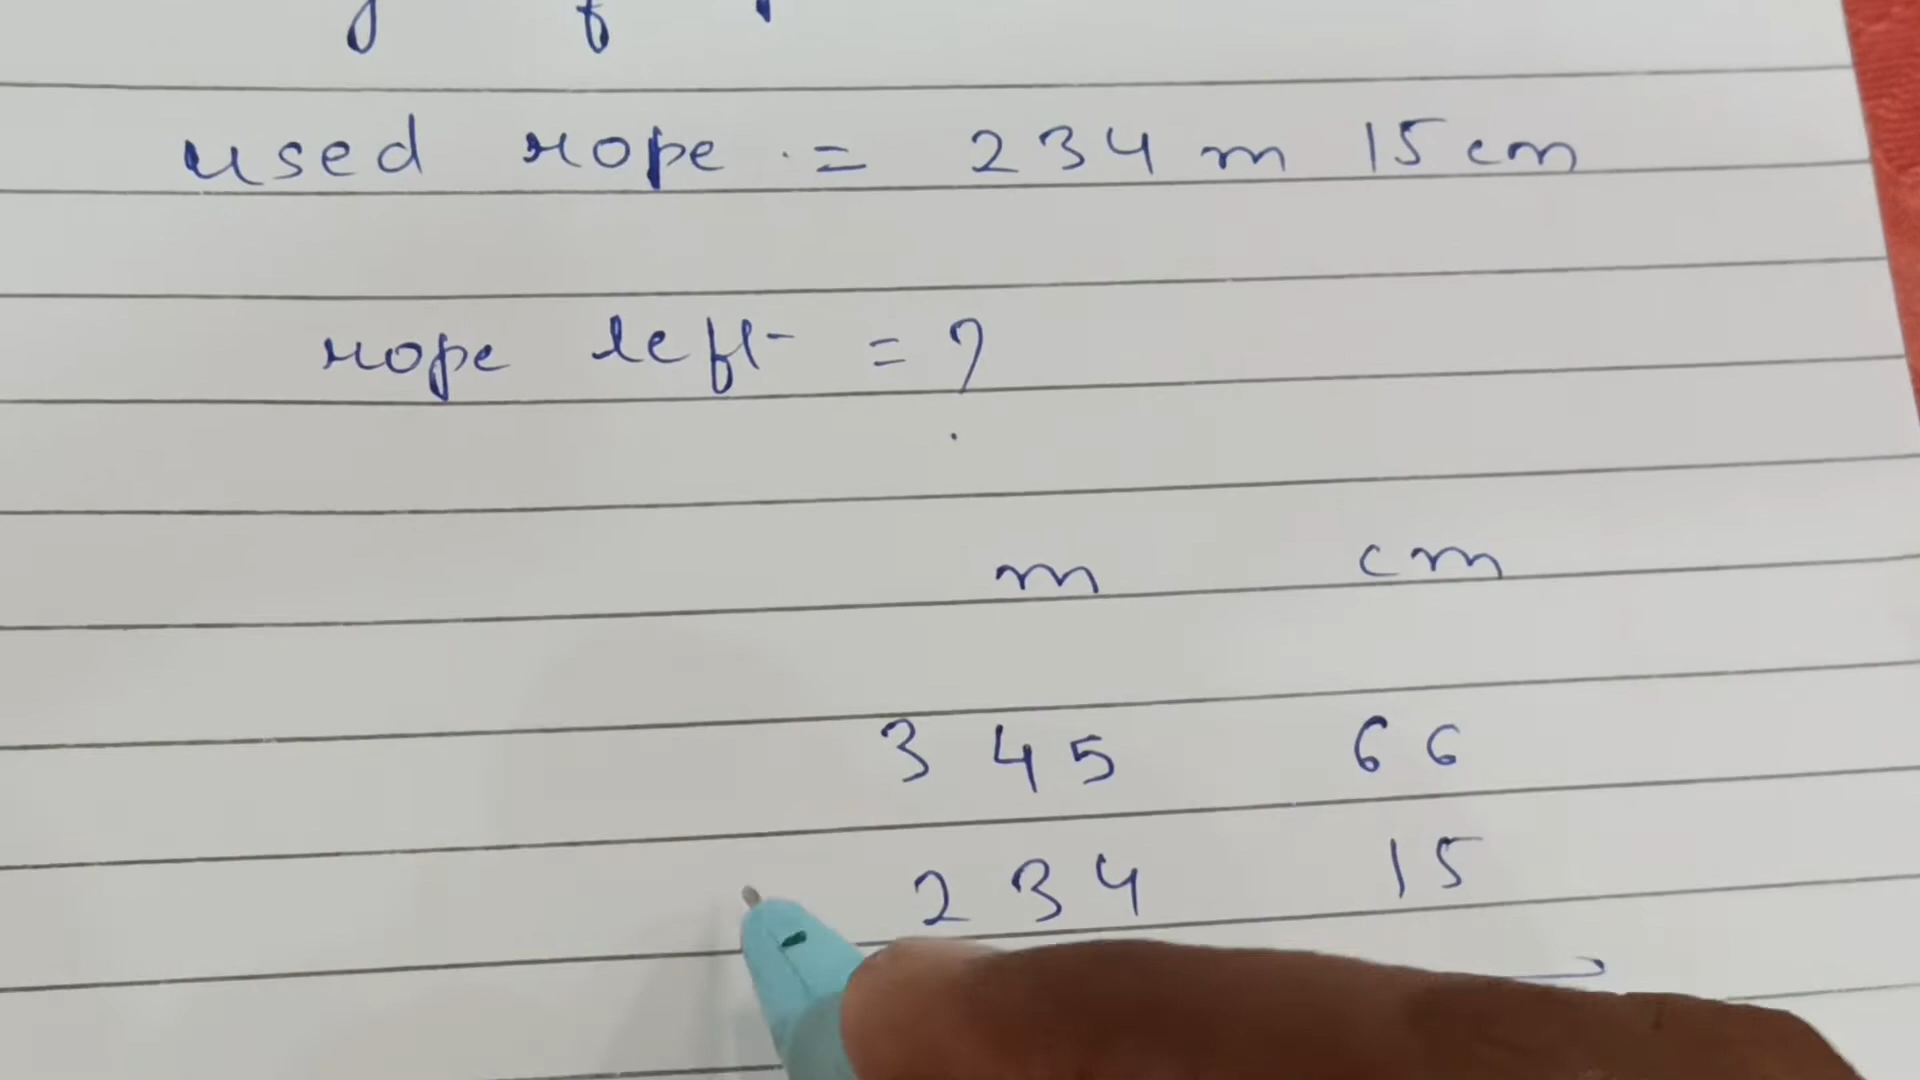 used rope = 234 m 15 cm
rope left = ?
m cm
345 66
234 15